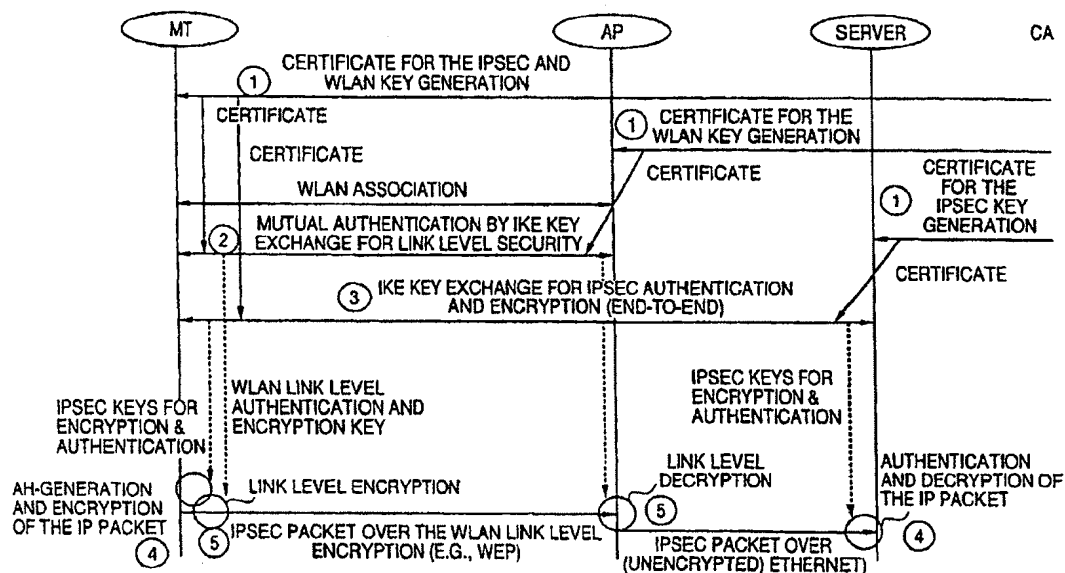 MT
AP
SERVER
CA
CERTIFICATE FOR THE IPSEC AND
1 WLAN KEY GENERATION
CERTIFICATE
CERTIFICATE
1 CERTIFICATE FOR THE
WLAN KEY GENERATION
CERTIFICATE
CERTIFICATE
FOR THE
1 IPSEC KEY
GENERATION
CERTIFICATE
WLAN ASSOCIATION
MUTUAL AUTHENTICATION BY IKE KEY
2 EXCHANGE FOR LINK LEVEL SECURITY
3 IKE KEY EXCHANGE FOR IPSEC AUTHENTICATION
AND ENCRYPTION (END-TO-END)
IPSEC KEYS FOR
ENCRYPTION &
AUTHENTICATION
WLAN LINK LEVEL
AUTHENTICATION AND
ENCRYPTION KEY
IPSEC KEYS FOR
ENCRYPTION &
AUTHENTICATION
AH-GENERATION
AND ENCRYPTION
OF THE IP PACKET
4
LINK LEVEL ENCRYPTION
5
IPSEC PACKET OVER THE WLAN LINK LEVEL
ENCRYPTION (E.G., WEP)
LINK LEVEL
DECRYPTION
5
IPSEC PACKET OVER
(UNENCRYPTED) ETHERNET
AUTHENTICATION
AND DECRYPTION OF
THE IP PACKET
4